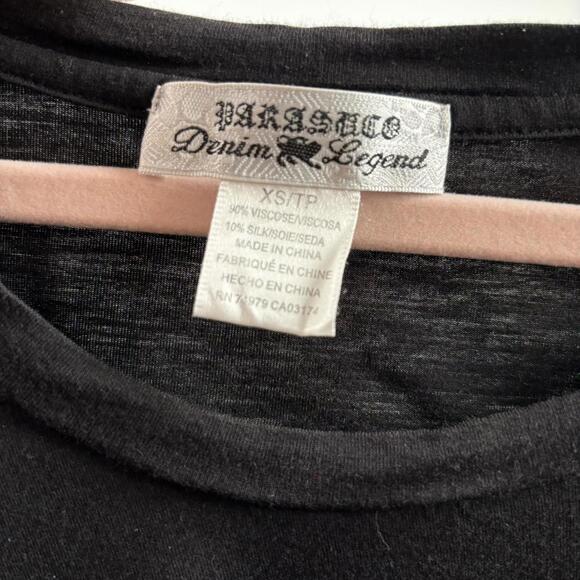 PARASUCO
Denim Legend
XS/TP
90% VISCOSE/VISCOSA
10% SILK/SOIE/SEDA
MADE IN CHINA
FABRIQUÉ EN CHINE
HECHO EN CHINA
RN 74979 CA03174